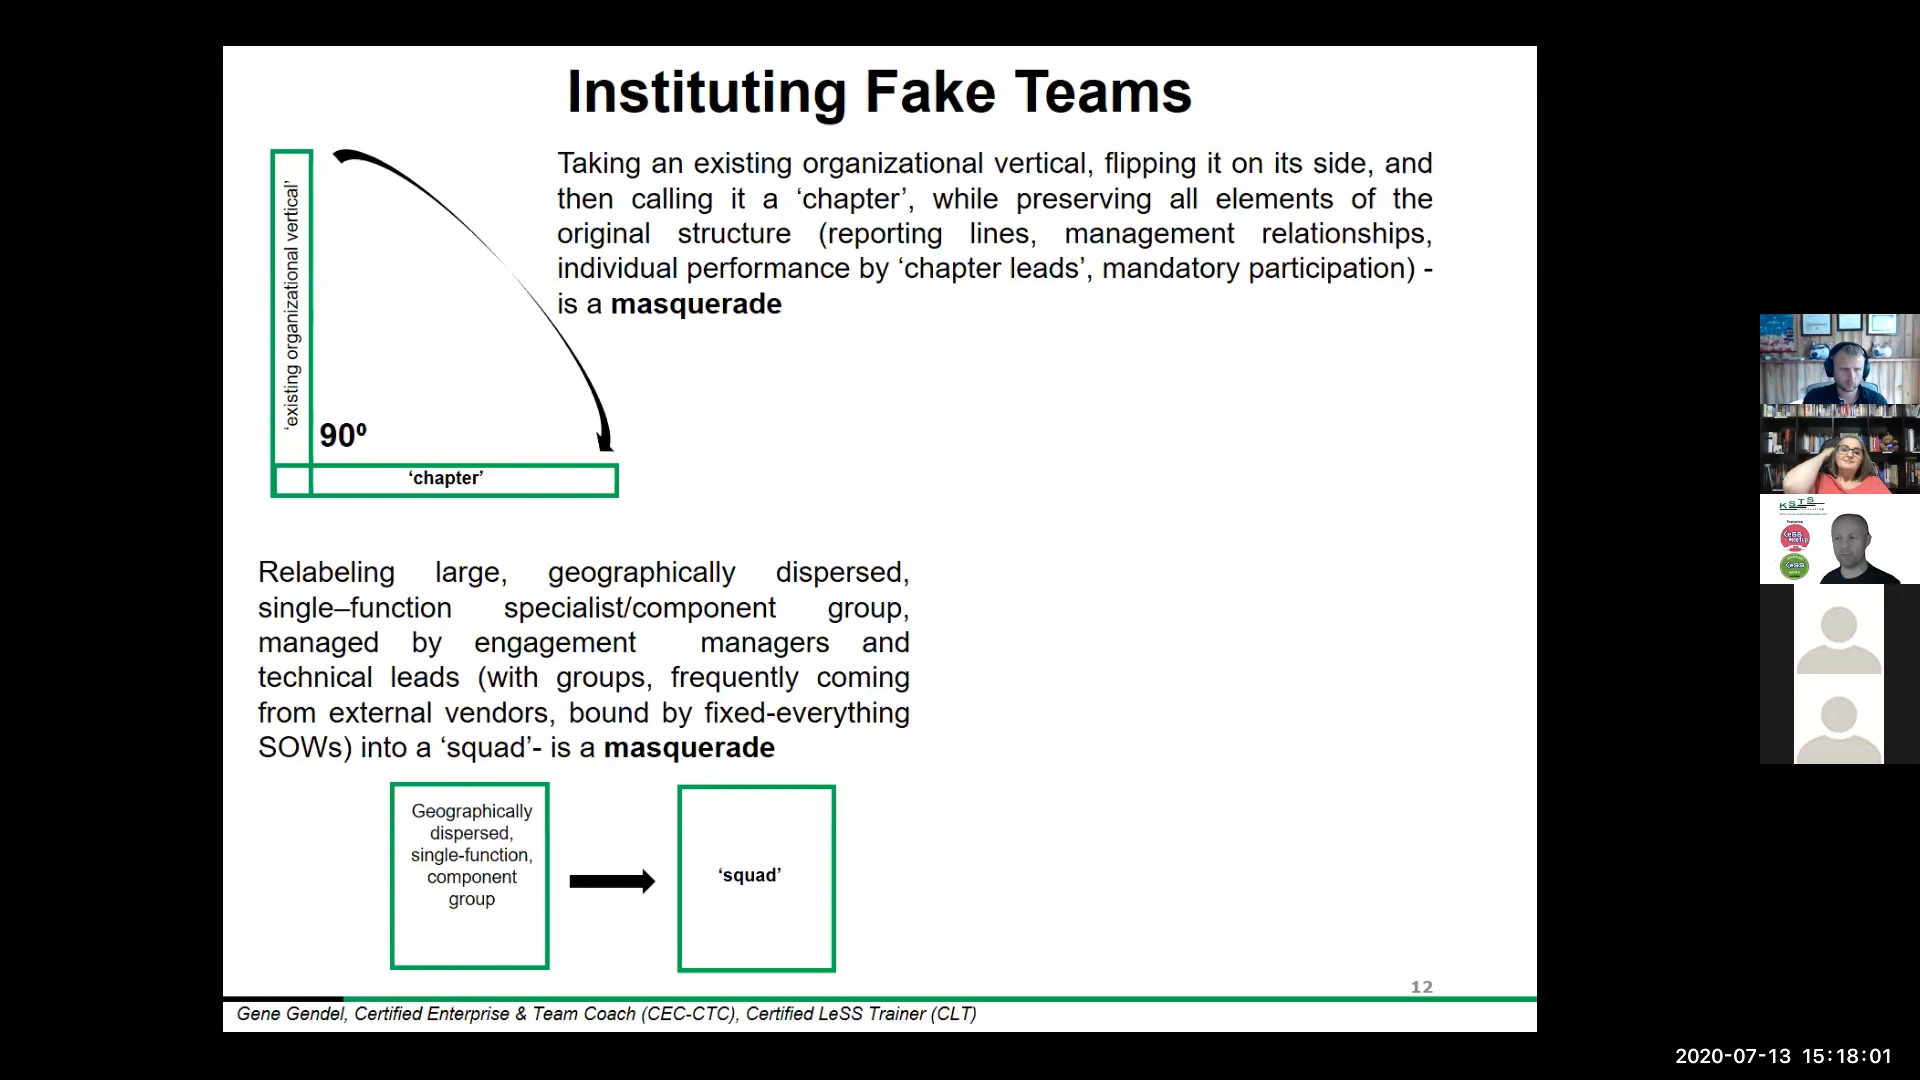 Instituting Fake Teams
Taking an existing organizational vertical, flipping it on its side, and
then calling it a ‘chapter’, while preserving all elements of the
original structure (reporting lines, management relationships,
individual performance by ‘chapter leads’, mandatory participation) -
is a masquerade
‘existing organizational vertical’
90º
‘chapter’
Relabeling large, geographically dispersed,
single–function specialist/component group,
managed by engagement managers and
technical leads (with groups, frequently coming
from external vendors, bound by fixed-everything
SOWs) into a ‘squad’- is a masquerade
Geographically
dispersed,
single-function,
component
group
‘squad’
12
Gene Gendel, Certified Enterprise & Team Coach (CEC-CTC), Certified LeSS Trainer (CLT)
KSTS
LeSS
meetup
LeSS
2020-07-13 15:18:01